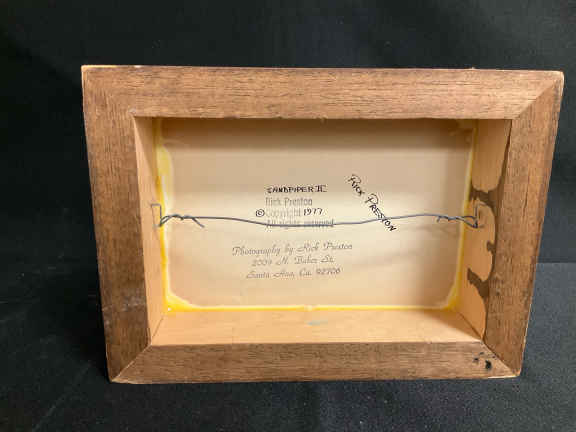 SANDPIPER II
Rick Preston
© Copyright 1977
All rights reserved
Rick Preston
Photography by Rick Preston
2009 N. Baker St.
Santa Ana, Ca. 92706